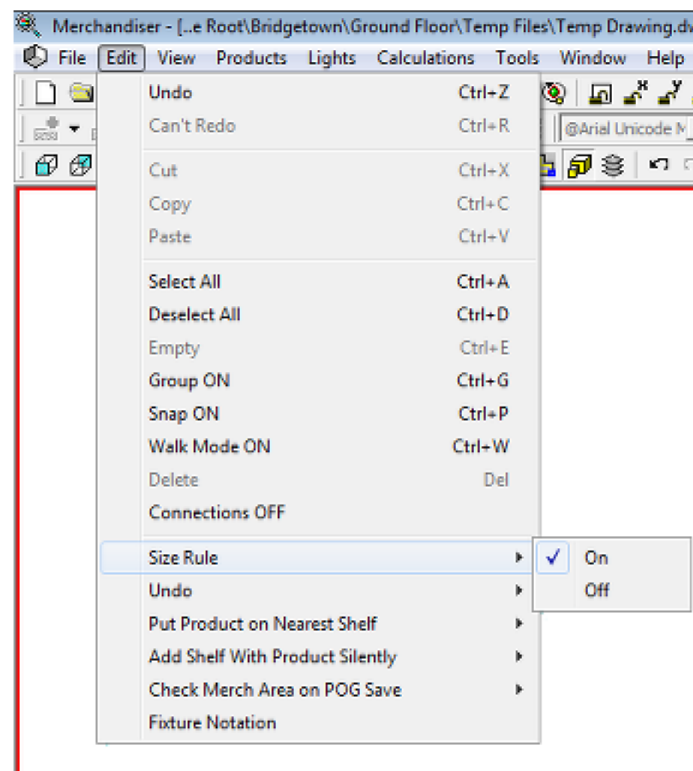 Merchandiser - [..e Root\Bridgetown\Ground Floor\Temp Files\Temp Drawing.dw
File Edit View Products Lights Calculations Tools Window Help
Undo Ctrl+Z
Can't Redo Ctrl+R
@Arial Unicode M
Cut Ctrl+X
Copy Ctrl+C
Paste Ctrl+V
Select All Ctrl+A
Deselect All Ctrl+D
Empty Ctrl+E
Group ON Ctrl+G
Snap ON Ctrl+P
Walk Mode ON Ctrl+W
Delete Del
Connections OFF
Size Rule On
Undo Off
Put Product on Nearest Shelf
Add Shelf With Product Silently
Check Merch Area on POG Save
Fixture Notation